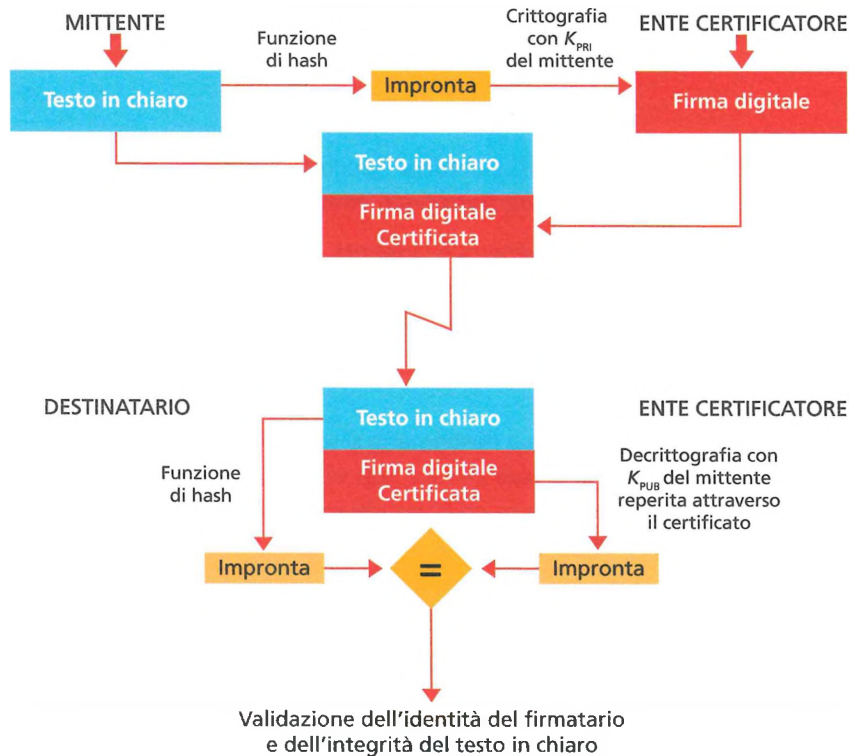 MITTENTE
Funzione
di hash
Crittografia
con K_PRI
del mittente
ENTE CERTIFICATORE
Testo in chiaro
Impronta
Firma digitale
Testo in chiaro
Firma digitale
Certificata
DESTINATARIO
ENTE CERTIFICATORE
Testo in chiaro
Firma digitale
Certificata
Funzione
di hash
Decrittografia con
K_PUB del mittente
reperita attraverso
il certificato
Impronta
=
Impronta
Validazione dell'identità del firmatario
e dell'integrità del testo in chiaro